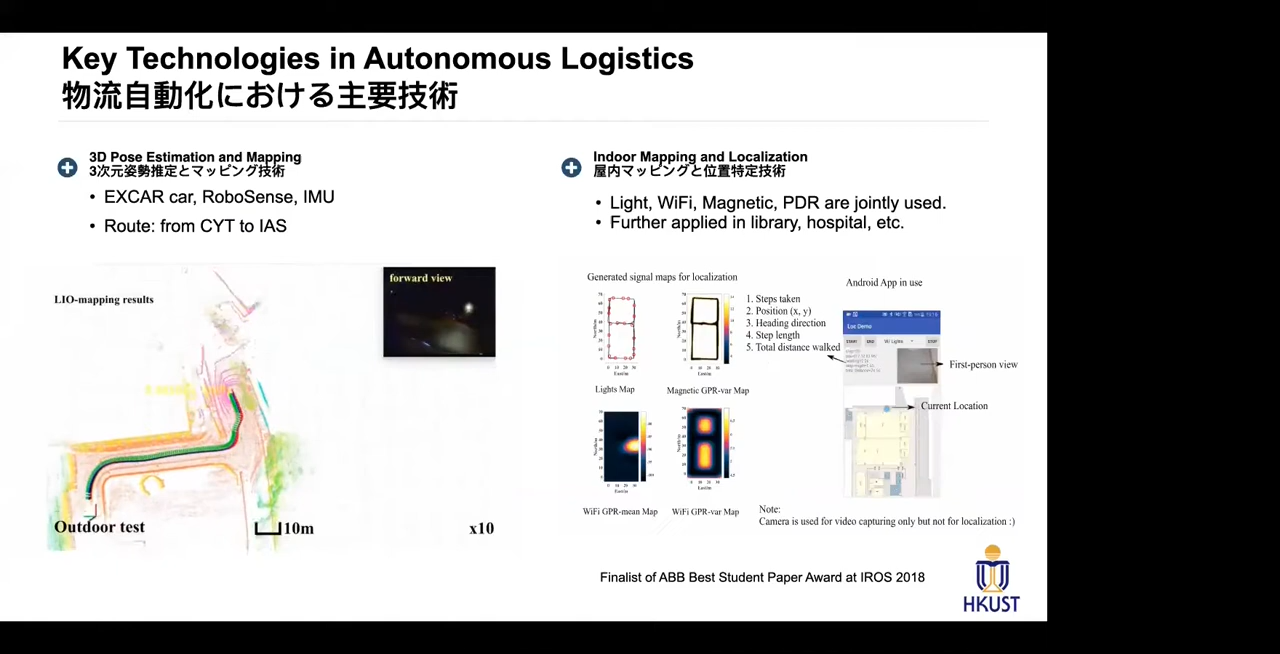 Key Technologies in Autonomous Logistics
物流自動化における主要技術
3D Pose Estimation and Mapping
3次元姿勢推定とマッピング技術
• EXCAR car, RoboSense, IMU
• Route: from CYT to IAS
LIO-mapping results
forward view
Outdoor test
10m
x10
Indoor Mapping and Localization
屋内マッピングと位置特定技術
• Light, WiFi, Magnetic, PDR are jointly used.
• Further applied in library, hospital, etc.
Generated signal maps for localization
Lights Map
Magnetic GPR-var Map
WiFi GPR-mean Map
WiFi GPR-var Map
1. Steps taken
2. Position (x, y)
3. Heading direction
4. Step length
5. Total distance walked
Android App in use
Loc Demo
First-person view
Current Location
Note:
Camera is used for video capturing only but not for localization :)
Finalist of ABB Best Student Paper Award at IROS 2018
HKUST